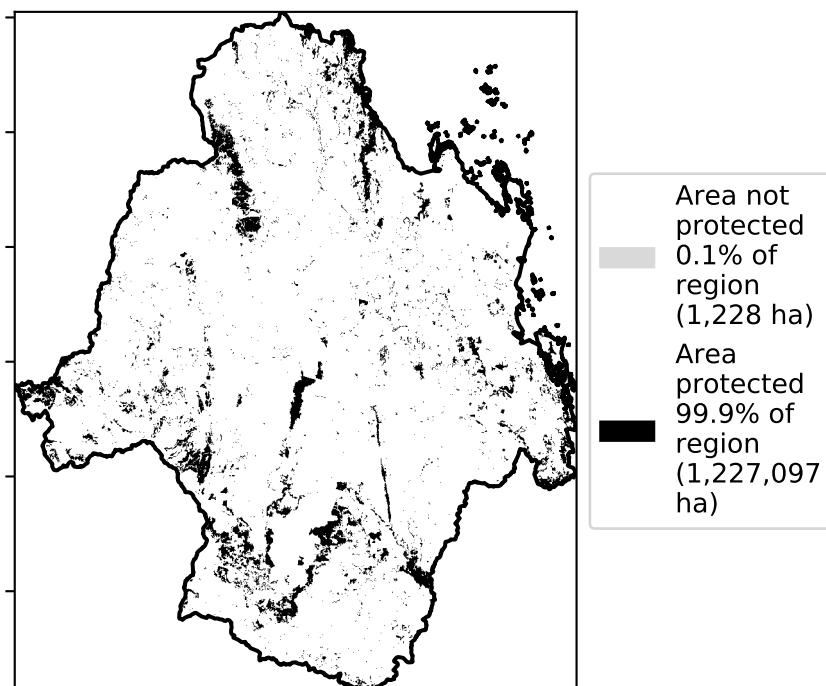 Area not
protected
0.1% of
region
(1,228 ha)
Area
protected
99.9% of
region
(1,227,097
ha)